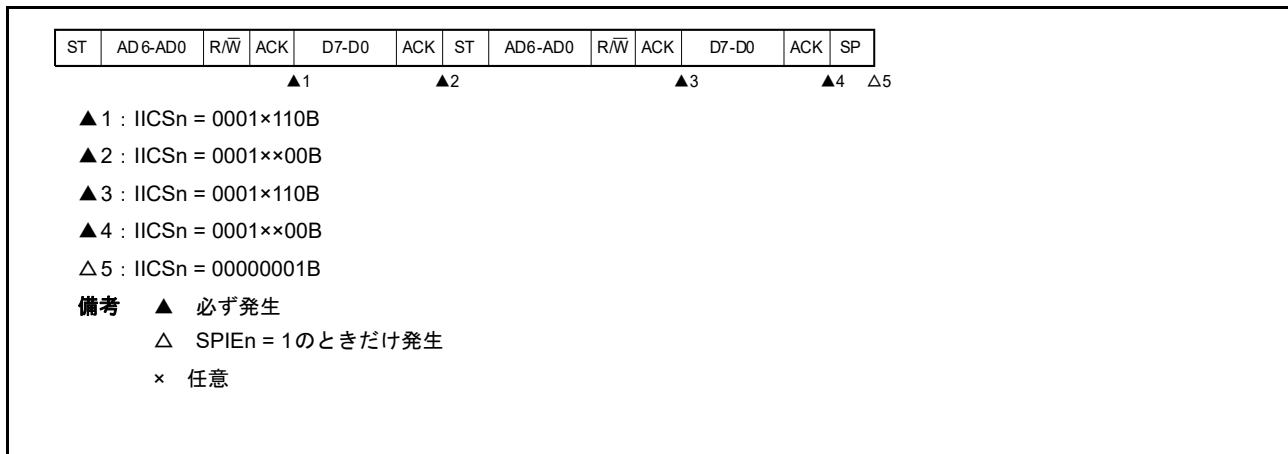 ST AD6-AD0 R/W̅ ACK D7-D0 ACK ST AD6-AD0 R/W̅ ACK D7-D0 ACK SP
▲1 ▲2 ▲3 ▲4 △5
▲1：IICSn = 0001×110B
▲2：IICSn = 0001××00B
▲3：IICSn = 0001×110B
▲4：IICSn = 0001××00B
△5：IICSn = 00000001B
備考 ▲ 必ず発生
△ SPIEn = 1のときだけ発生
× 任意